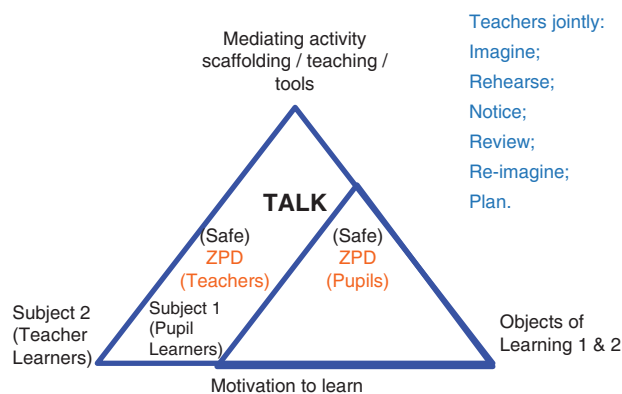 Mediating activity
scaffolding / teaching /
tools
Teachers jointly:
Imagine;
Rehearse;
Notice;
Review;
Re-imagine;
Plan.
TALK
(Safe)
ZPD
(Teachers)
(Safe)
ZPD
(Pupils)
Subject 2
(Teacher
Learners)
Subject 1
(Pupil
Learners)
Objects of
Learning 1 & 2
Motivation to learn